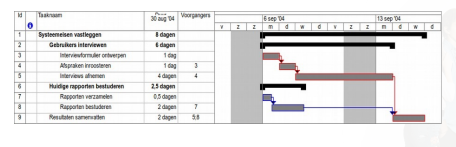 Id Taaknaam 30 aug '04 Voorgangers 6 sep '04 13 sep '04
v z z m d w d v z z m d w d
1 Systeemeisen vastleggen 8 dagen
2 Gebruikers interviewen 6 dagen
3 Interviewformulier ontwerpen 1 dag
4 Afspraken inroosteren 1 dag 3
5 Interviews afnemen 4 dagen 4
6 Huidige rapporten bestuderen 2,5 dagen
7 Rapporten verzamelen 0,5 dagen
8 Rapporten bestuderen 2 dagen 7
9 Resultaten samenvatten 2 dagen 5;8